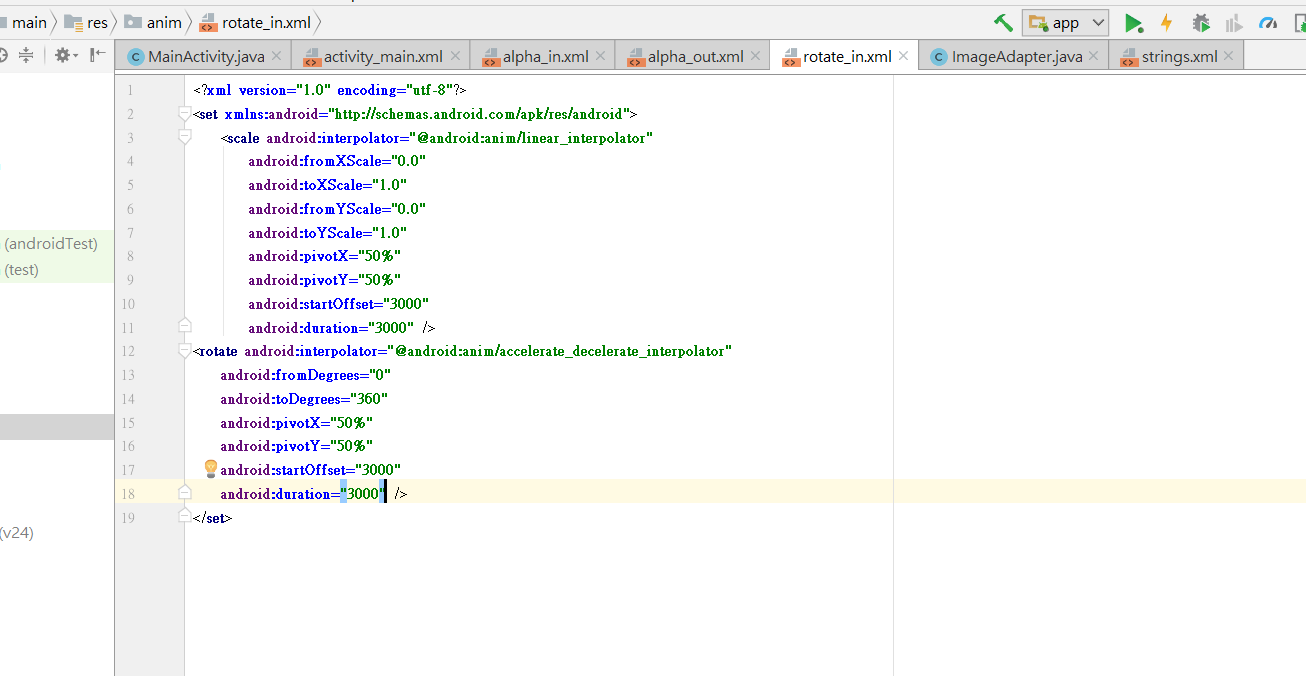 main res anim rotate_in.xml app
MainActivity.java activity_main.xml alpha_in.xml alpha_out.xml rotate_in.xml ImageAdapter.java strings.xml
1 <?xml version="1.0" encoding="utf-8"?>
2 <set xmlns:android="http://schemas.android.com/apk/res/android">
3 <scale android:interpolator="@android:anim/linear_interpolator"
4 android:fromXScale="0.0"
5 android:toXScale="1.0"
6 android:fromYScale="0.0"
7 android:toYScale="1.0"
8 android:pivotX="50%"
9 android:pivotY="50%"
10 android:startOffset="3000"
11 android:duration="3000" />
12 <rotate android:interpolator="@android:anim/accelerate_decelerate_interpolator"
13 android:fromDegrees="0"
14 android:toDegrees="360"
15 android:pivotX="50%"
16 android:pivotY="50%"
17 android:startOffset="3000"
18 android:duration="3000" />
19 </set>
(androidTest)
(test)
(v24)